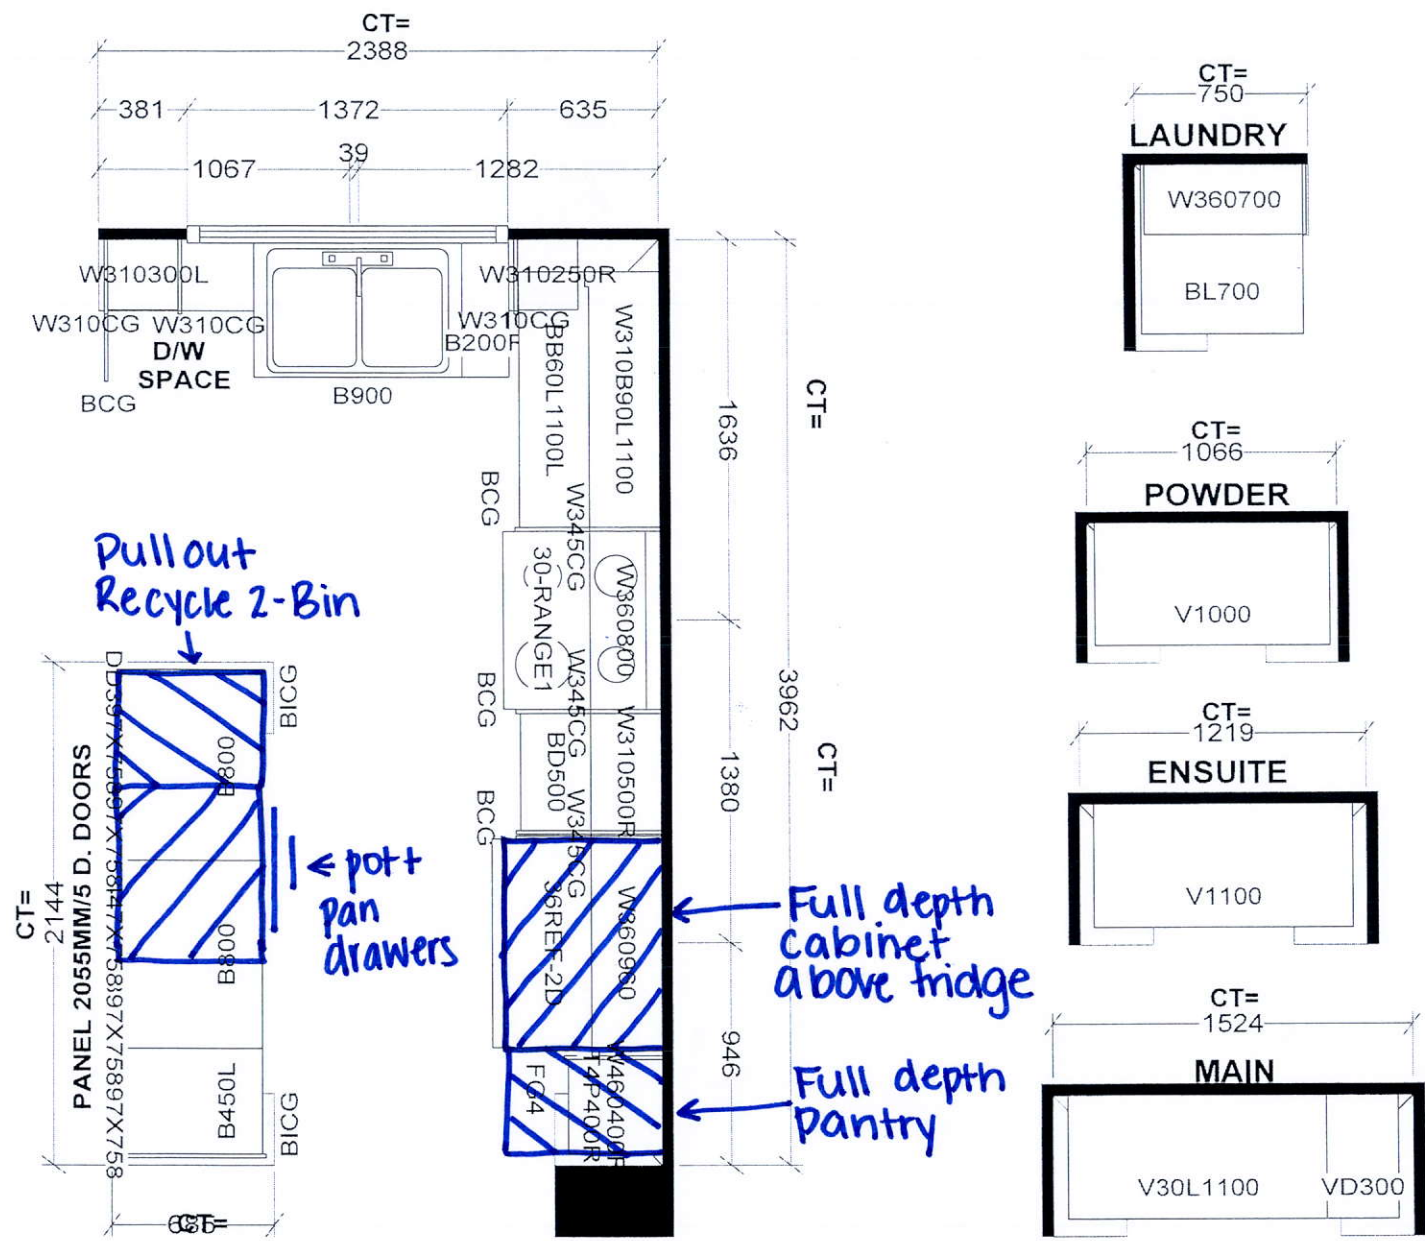 CT=
2388
381
1372
635
1067
39
1282
W310300L
W310250R
W310CG
W310CG
W310CG
D/W
SPACE
B200F
BCG
B900
BB60L1100L
W310B90L1100
1636
CT=
BCG
W345CG
30-RANGE1
W360800
3962
BCG
W345CG
BD500
W310500R
1380
CT=
BCG
W345CG
36REF-2D
W360960
946
FG4
T4P400R
Pull out
Recycle 2-Bin
BICG
B800
B800
B450L
BICG
PANEL 2055MM/5 D. DOORS
CT=
2144
CT=
← pot+
pan
drawers
Full depth
cabinet
above fridge
Full depth
Pantry
CT=
750
LAUNDRY
W360700
BL700
CT=
1066
POWDER
V1000
CT=
1219
ENSUITE
V1100
CT=
1524
MAIN
V30L1100
VD300